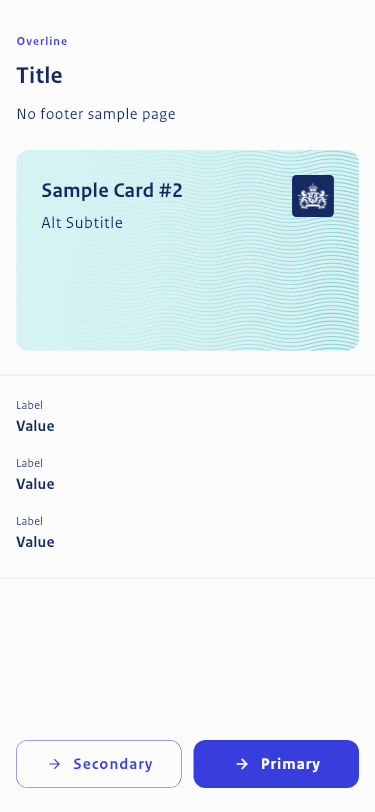 Overline
Title
No footer sample page
Sample Card #2
Alt Subtitle
Label
Value
Label
Value
Label
Value
Secondary
Primary